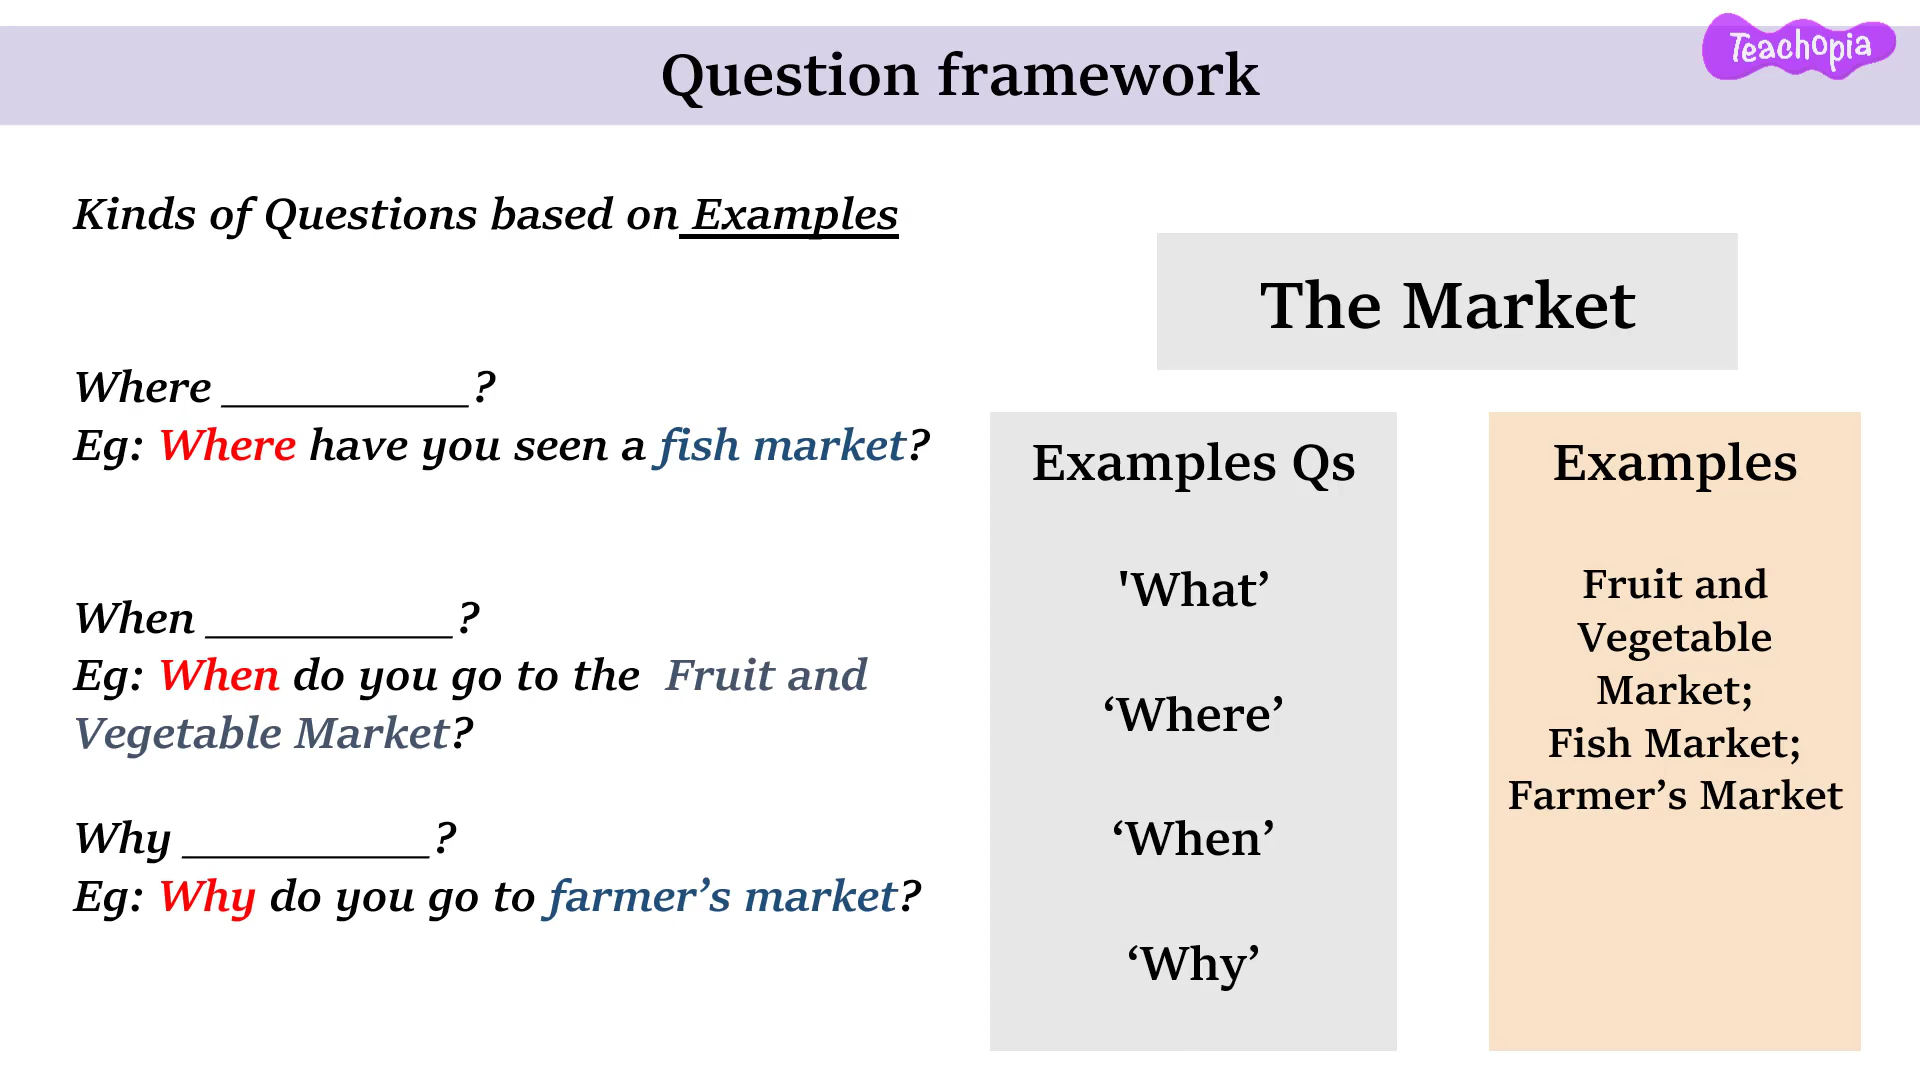 Question framework
Teachopia
Kinds of Questions based on Examples
Where ___________?
Eg: Where have you seen a fish market?
When ___________?
Eg: When do you go to the  Fruit and
Vegetable Market?
Why ___________?
Eg: Why do you go to farmer’s market?
The Market
Examples Qs
'What’
‘Where’
‘When’
‘Why’
Examples
Fruit and
Vegetable
Market;
Fish Market;
Farmer’s Market